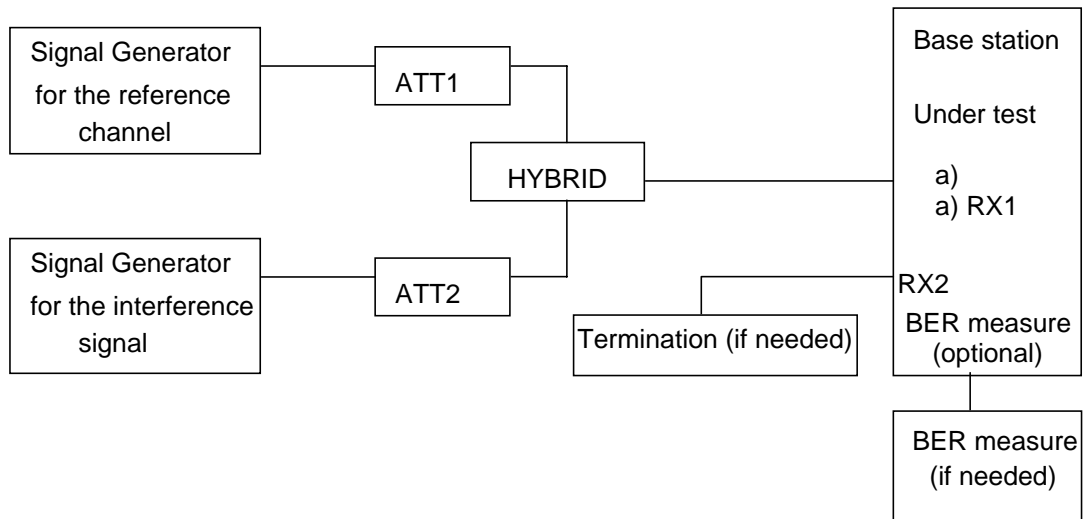 Signal Generator
for the reference
channel
ATT1
HYBRID
Signal Generator
for the interference
signal
ATT2
Termination (if needed)
Base station
Under test
a)
a) RX1
RX2
BER measure
(optional)
BER measure
(if needed)